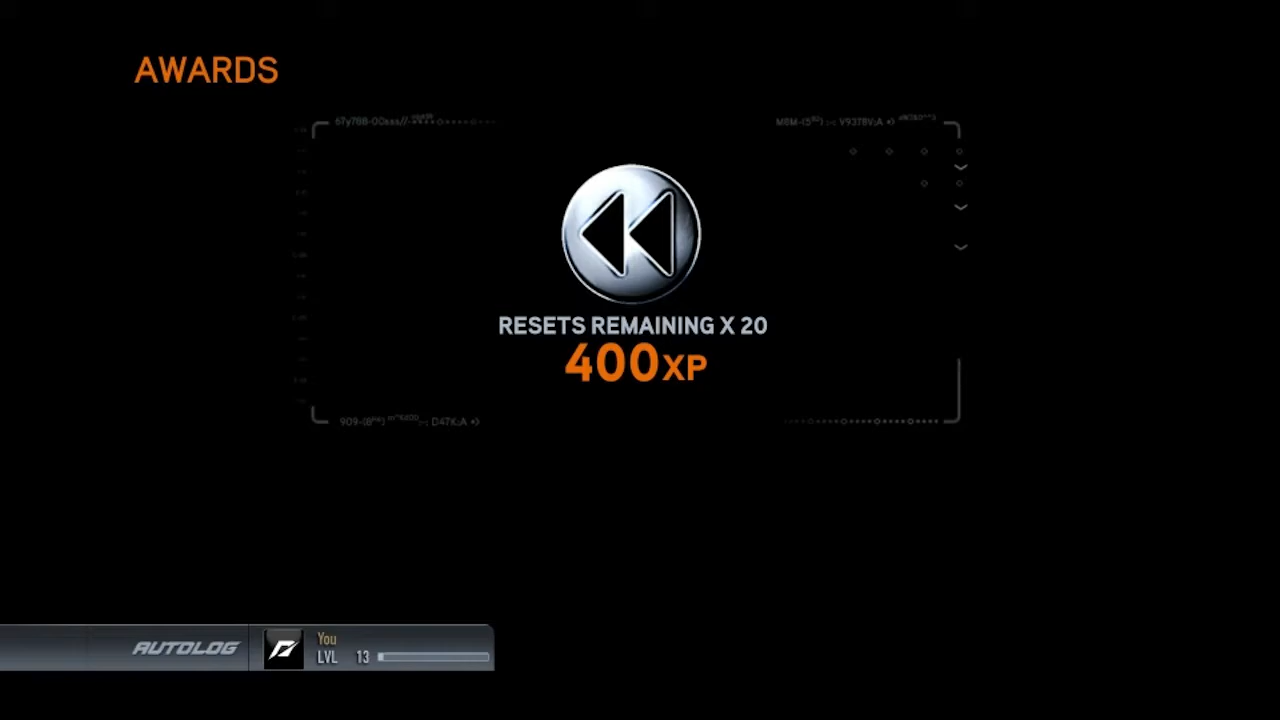 AWARDS
RESETS REMAINING X 20
400XP
AUTOLOG
You
LVL 13